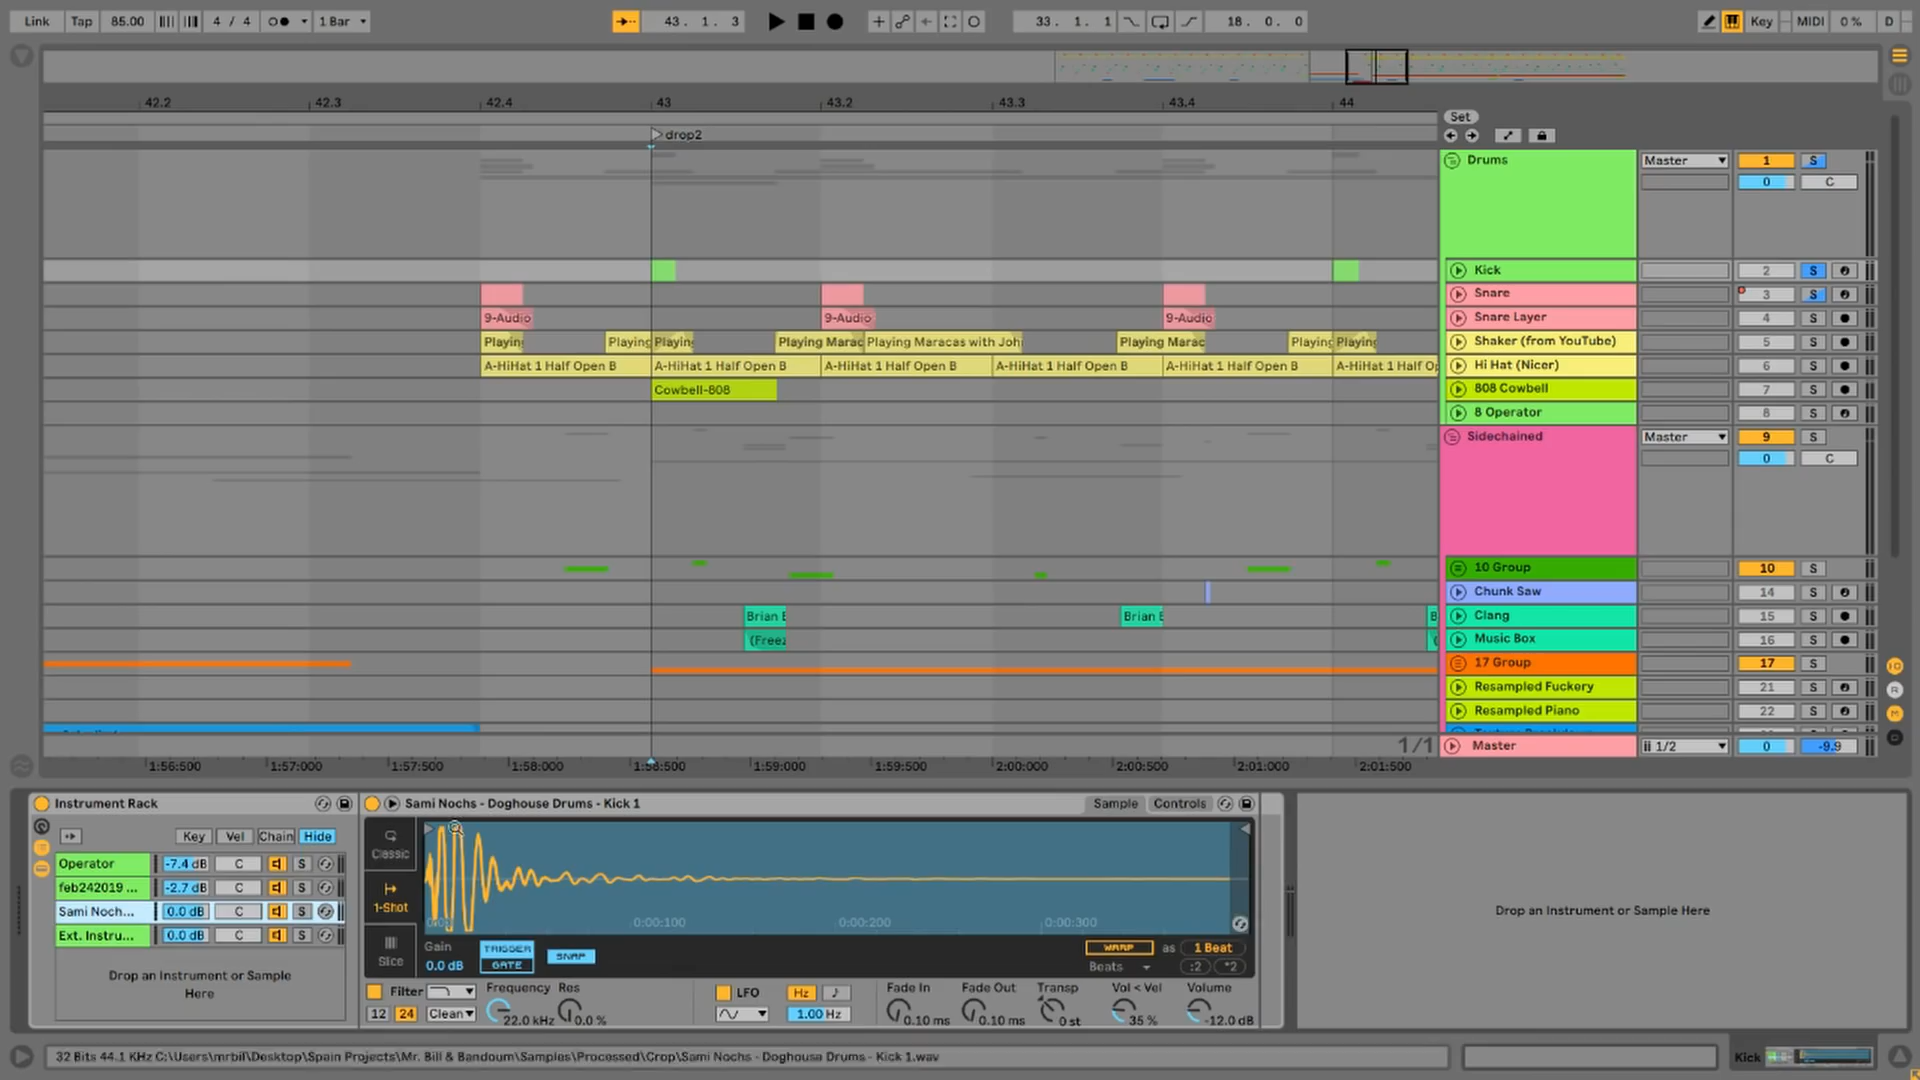 Link Tap 85.00 4 / 4 1 Bar 43. 1. 3 33. 1. 1 18. 0. 0 Key MIDI 0 % D
42.2 42.3 42.4 43 43.2 43.3 43.4 44
Set
drop2
Drums Master 1 S
0 C
Kick 2 S
Snare 3 S
9-Audio 9-Audio 9-Audio Snare Layer 4 S
Playing Playing Playing Playing Marac Playing Maracas with Joh Playing Marac Playing Playing Shaker (from YouTube) 5 S
A-HiHat 1 Half Open B A-HiHat 1 Half Open B A-HiHat 1 Half Open B A-HiHat 1 Half Open B A-HiHat 1 Half Open B A-HiHat 1 Half Op Hi Hat (Nicer) 6 S
Cowbell-808 808 Cowbell 7 S
8 Operator 8 S
Sidechained Master 9 S
0 C
10 Group 10 S
Chunk Saw 14 S
Brian E Brian E B Clang 15 S
(Freez Music Box 16 S
17 Group 17 S
Resampled Fuckery 21 S
Resampled Piano 22 S
1/1 Master 1/2 0 -9.9
1:56:500 1:57:000 1:57:500 1:58:000 1:58:500 1:59:000 1:59:500 2:00:000 2:00:500 2:01:000 2:01:500
Instrument Rack
Key Vel Chain Hide
Operator -7.4 dB C S
feb242019 ... -2.7 dB C S
Sami Noch... 0.0 dB C S
Ext. Instru... 0.0 dB C S
Drop an Instrument or Sample
Here
Sami Nochs - Doghouse Drums - Kick 1 Sample Controls
Classic
1-Shot
Slice
0:00:100 0:00:200 0:00:300
Gain TRIGGER SNAP WARP as 1 Beat
0.0 dB GATE Beats :2 *2
Filter Frequency Res LFO Hz Fade In Fade Out Transp Vol < Vel Volume
12 24 Clean 22.0 kHz 0.0 % 1.00 Hz 0.10 ms 0.10 ms 0 st 35 % -12.0 dB
Drop an Instrument or Sample Here
32 Bits 44.1 KHz C:\Users\mrbil\Desktop\Spain Projects\Mr. Bill & Bandoum\Samples\Processed\Crop\Sami Nochs - Doghouse Drums - Kick 1.wav
Kick